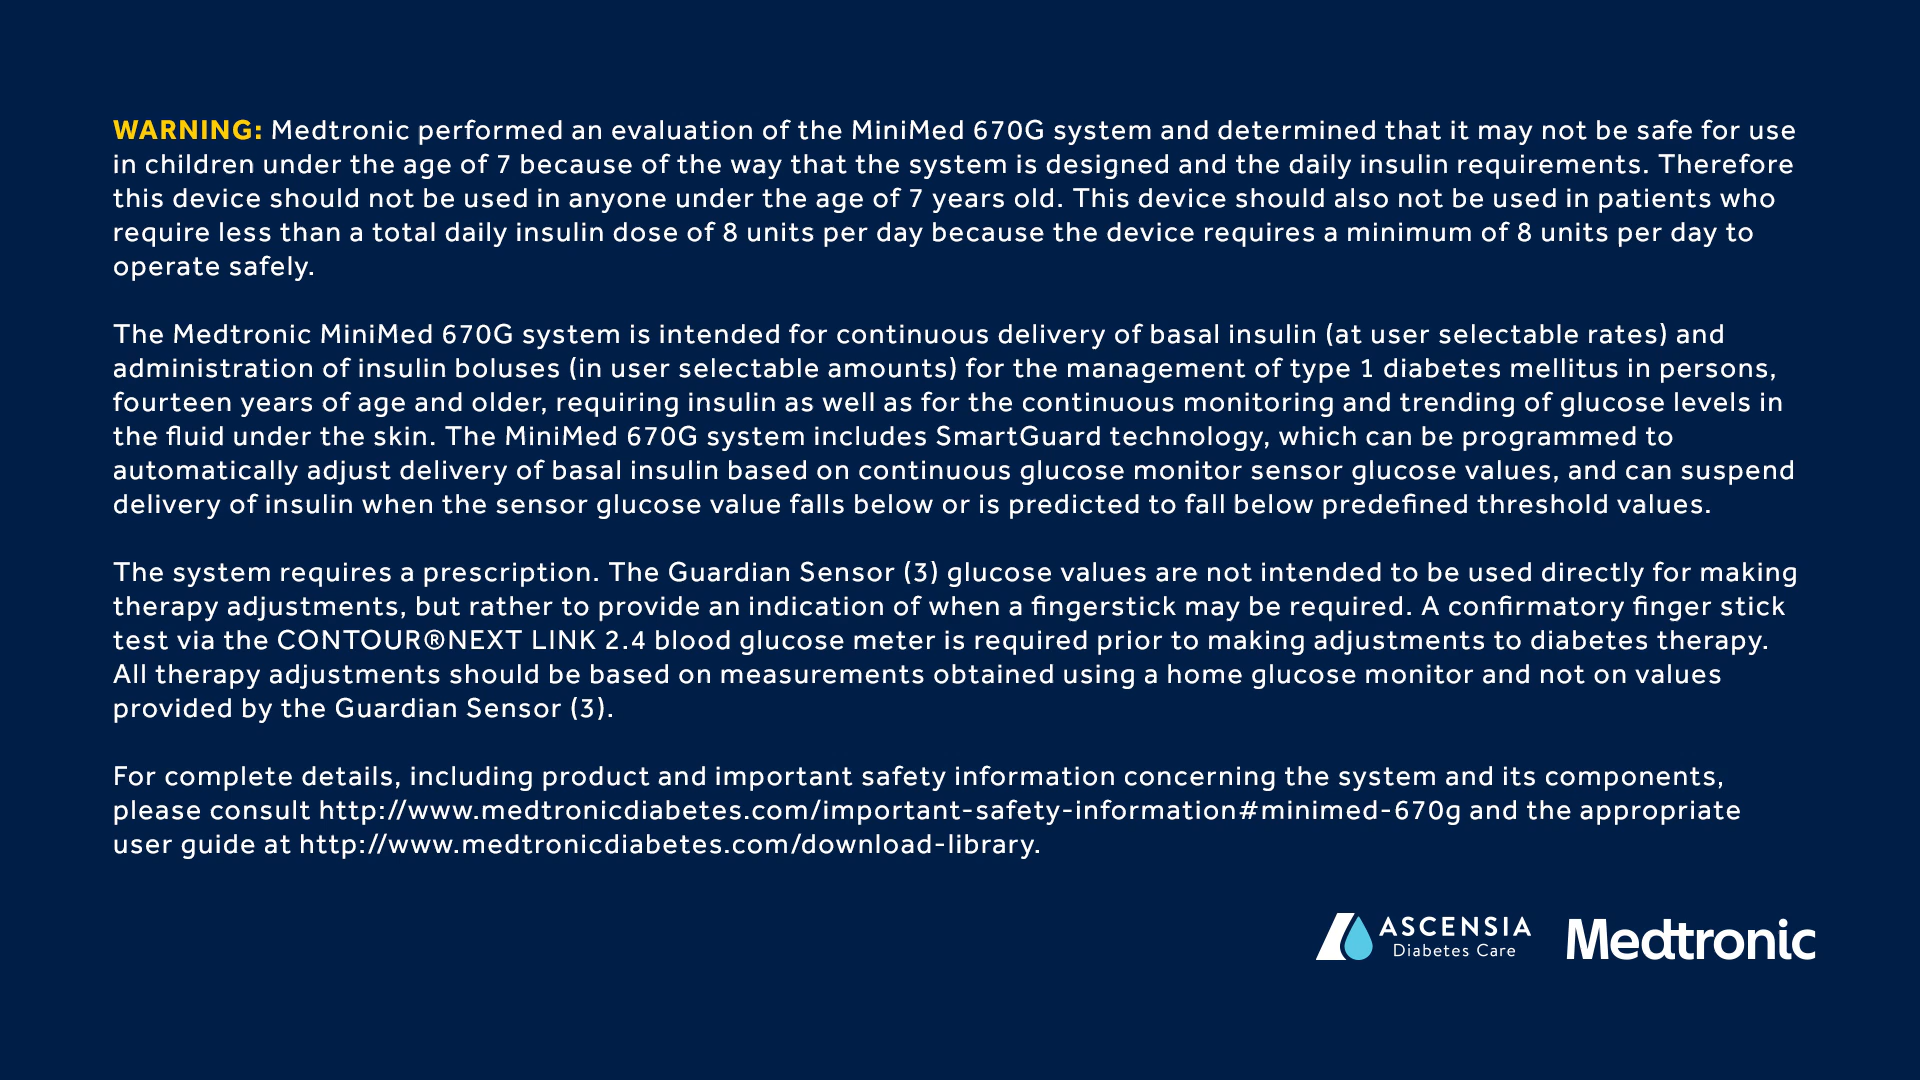 WARNING: Medtronic performed an evaluation of the MiniMed 670G system and determined that it may not be safe for use
in children under the age of 7 because of the way that the system is designed and the daily insulin requirements. Therefore
this device should not be used in anyone under the age of 7 years old. This device should also not be used in patients who
require less than a total daily insulin dose of 8 units per day because the device requires a minimum of 8 units per day to
operate safely.
The Medtronic MiniMed 670G system is intended for continuous delivery of basal insulin (at user selectable rates) and
administration of insulin boluses (in user selectable amounts) for the management of type 1 diabetes mellitus in persons,
fourteen years of age and older, requiring insulin as well as for the continuous monitoring and trending of glucose levels in
the fluid under the skin. The MiniMed 670G system includes SmartGuard technology, which can be programmed to
automatically adjust delivery of basal insulin based on continuous glucose monitor sensor glucose values, and can suspend
delivery of insulin when the sensor glucose value falls below or is predicted to fall below predefined threshold values.
The system requires a prescription. The Guardian Sensor (3) glucose values are not intended to be used directly for making
therapy adjustments, but rather to provide an indication of when a fingerstick may be required. A confirmatory finger stick
test via the CONTOUR®NEXT LINK 2.4 blood glucose meter is required prior to making adjustments to diabetes therapy.
All therapy adjustments should be based on measurements obtained using a home glucose monitor and not on values
provided by the Guardian Sensor (3).
For complete details, including product and important safety information concerning the system and its components,
please consult http://www.medtronicdiabetes.com/important-safety-information#minimed-670g and the appropriate
user guide at http://www.medtronicdiabetes.com/download-library.
ASCENSIA
Diabetes Care
Medtronic